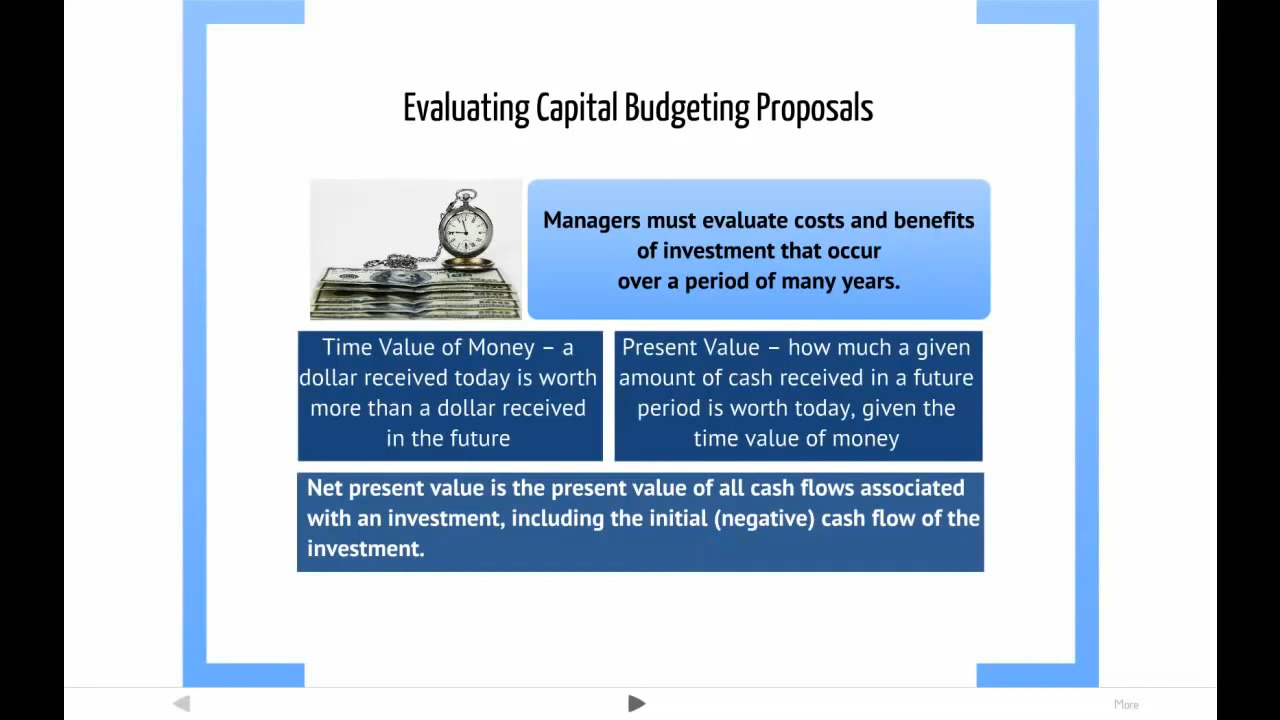 Evaluating Capital Budgeting Proposals
Managers must evaluate costs and benefits
of investment that occur
over a period of many years.
Time Value of Money – a
dollar received today is worth
more than a dollar received
in the future
Present Value – how much a given
amount of cash received in a future
period is worth today, given the
time value of money
Net present value is the present value of all cash flows associated
with an investment, including the initial (negative) cash flow of the
investment.
More